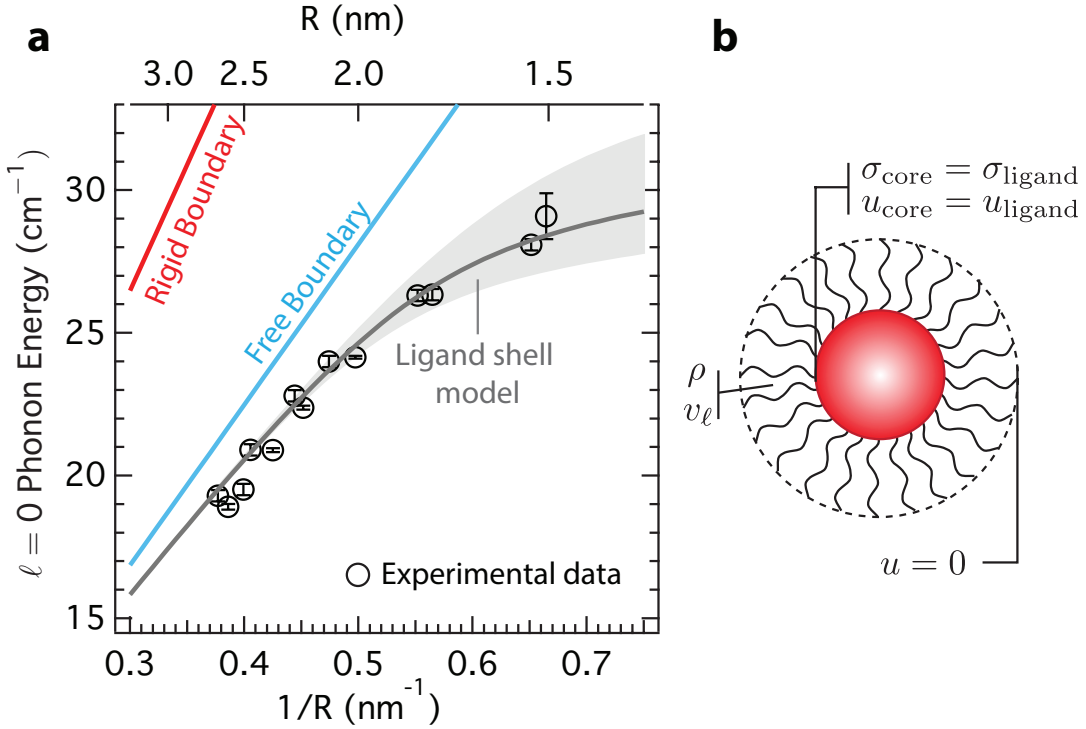 a
R (nm)
3.0 2.5 2.0 1.5
ℓ = 0 Phonon Energy (cm⁻¹)
30
25
20
15
Rigid Boundary
Free Boundary
Ligand shell
model
Experimental data
0.3 0.4 0.5 0.6 0.7
1/R (nm⁻¹)
b
σcore = σligand
ucore = uligand
ρ
vℓ
u = 0